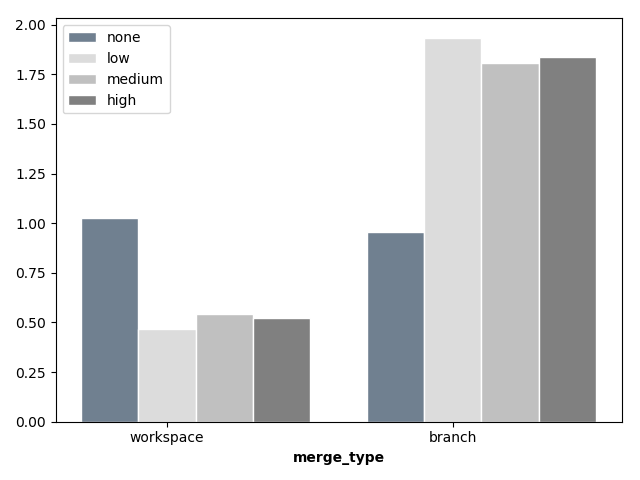 2.00
1.75
1.50
1.25
1.00
0.75
0.50
0.25
0.00
none
low
medium
high
workspace
branch
merge_type